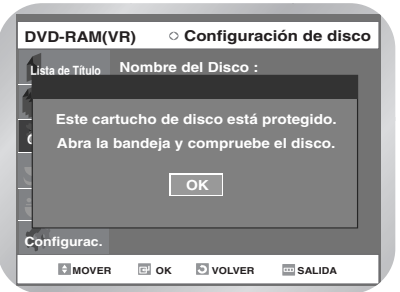 DVD-RAM(VR) Configuración de disco
Lista de Título Nombre del Disco :
Este cartucho de disco está protegido.
Abra la bandeja y compruebe el disco.
OK
Configurac.
MOVER OK VOLVER SALIDA